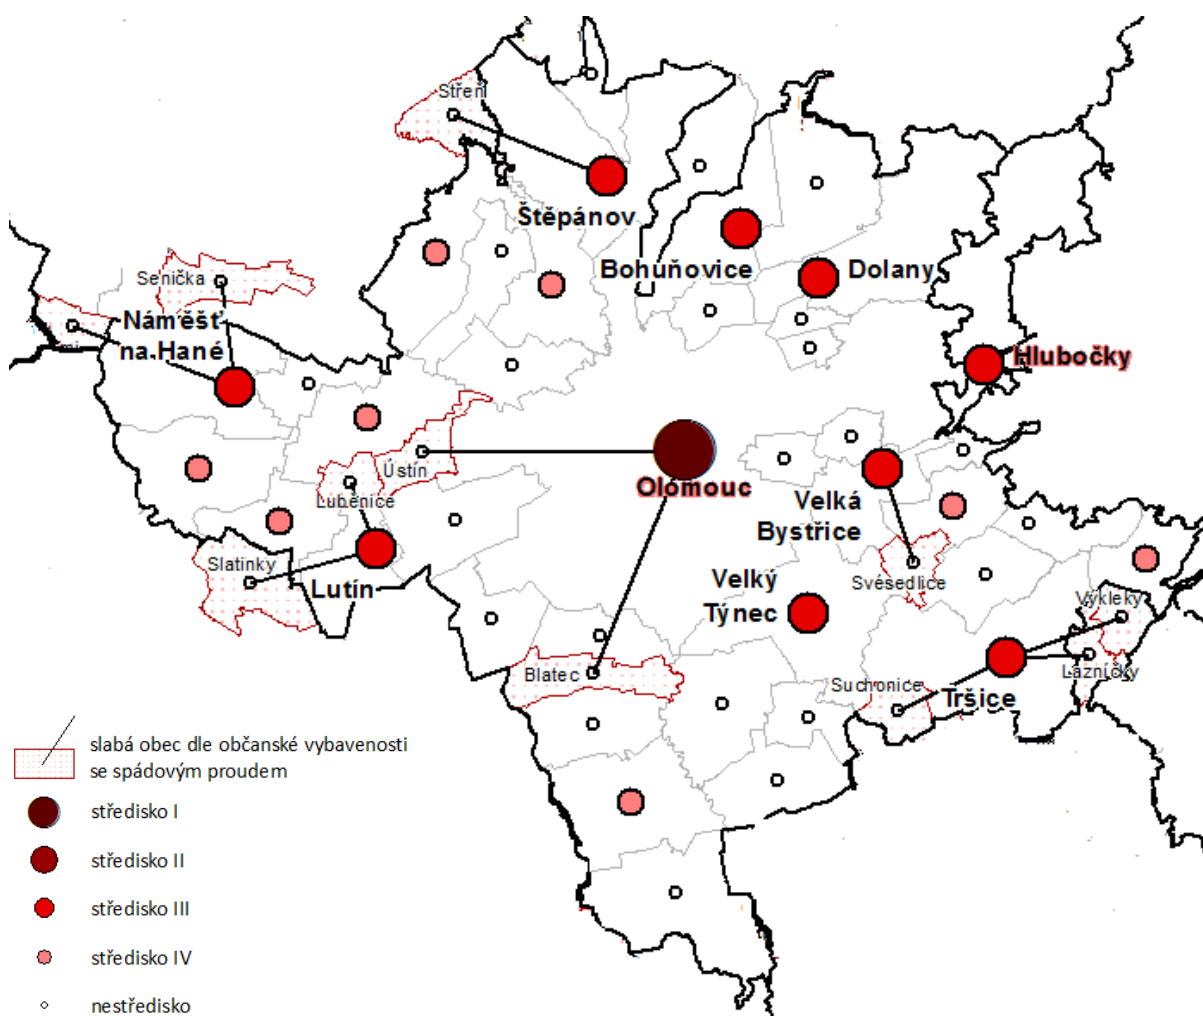 Střeň
Štěpánov
Bohuňovice
Dolany
Senička
Náměšť
na Hané
Hlubočky
Ústín
Olomouc
Luběnice
Velká
Bystřice
Slatinky
Lutín
Velký
Týnec
Svésedlice
Výkleky
Lazníčky
Blatec
Suchonice
Tršice
slabá obec dle občanské vybavenosti
se spádovým proudem
středisko I
středisko II
středisko III
středisko IV
nestředisko